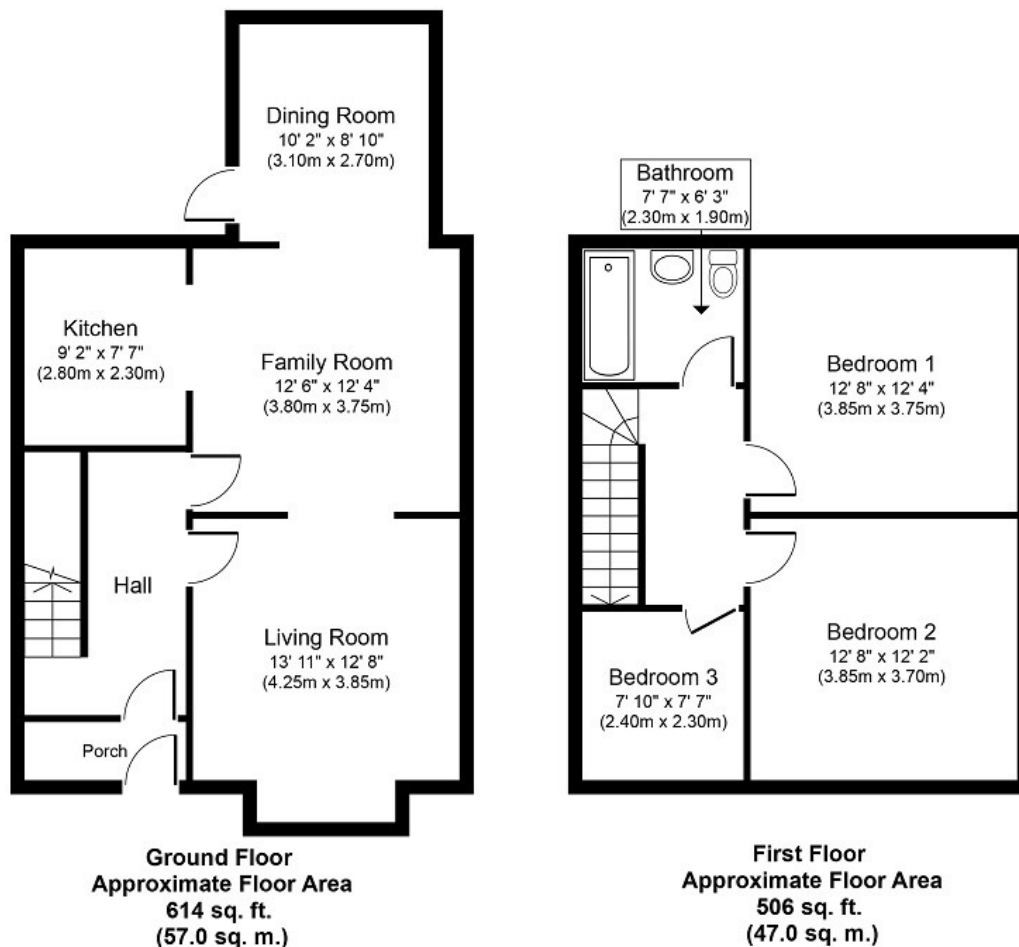 Dining Room
10' 2" x 8' 10"
(3.10m x 2.70m)
Kitchen
9' 2" x 7' 7"
(2.80m x 2.30m)
Family Room
12' 6" x 12' 4"
(3.80m x 3.75m)
Hall
Living Room
13' 11" x 12' 8"
(4.25m x 3.85m)
Porch
Ground Floor
Approximate Floor Area
614 sq. ft.
(57.0 sq. m.)
Bathroom
7' 7" x 6' 3"
(2.30m x 1.90m)
Bedroom 1
12' 8" x 12' 4"
(3.85m x 3.75m)
Bedroom 2
12' 8" x 12' 2"
(3.85m x 3.70m)
Bedroom 3
7' 10" x 7' 7"
(2.40m x 2.30m)
First Floor
Approximate Floor Area
506 sq. ft.
(47.0 sq. m.)